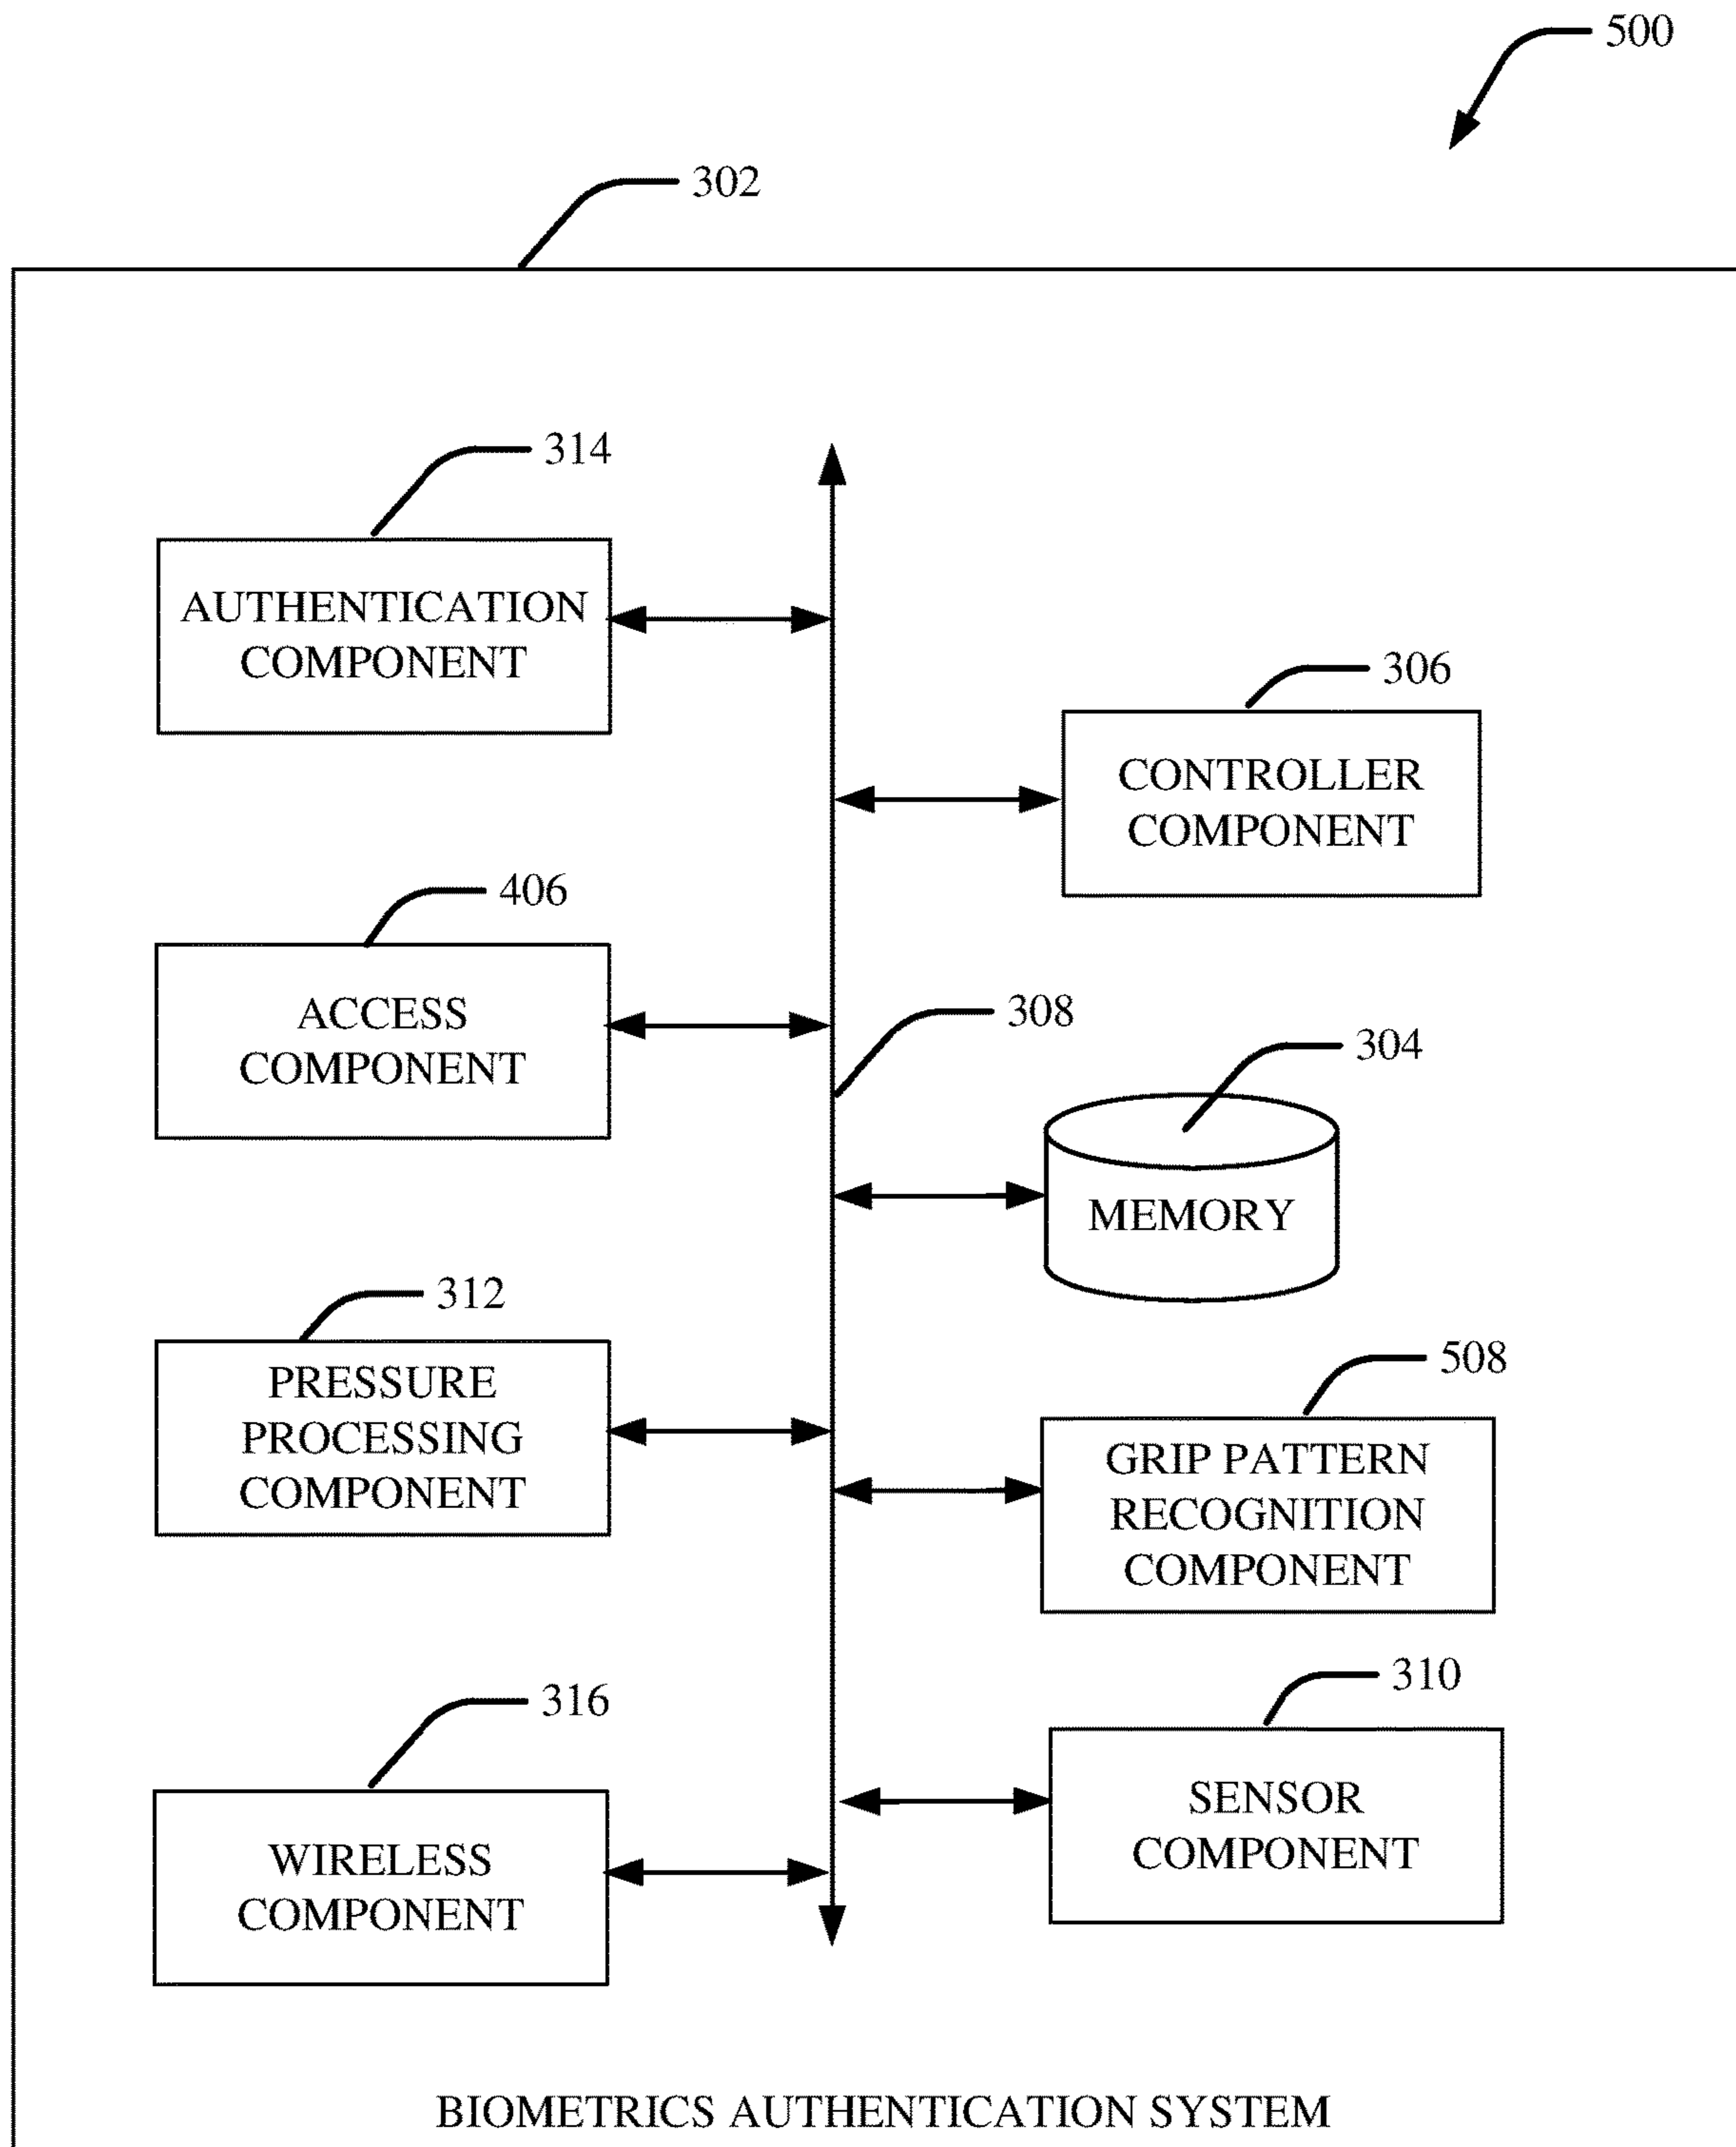 500
302
314
AUTHENTICATION
COMPONENT
306
CONTROLLER
COMPONENT
406
ACCESS
COMPONENT
308
304
MEMORY
312
PRESSURE
PROCESSING
COMPONENT
508
GRIP PATTERN
RECOGNITION
COMPONENT
310
SENSOR
COMPONENT
316
WIRELESS
COMPONENT
BIOMETRICS AUTHENTICATION SYSTEM